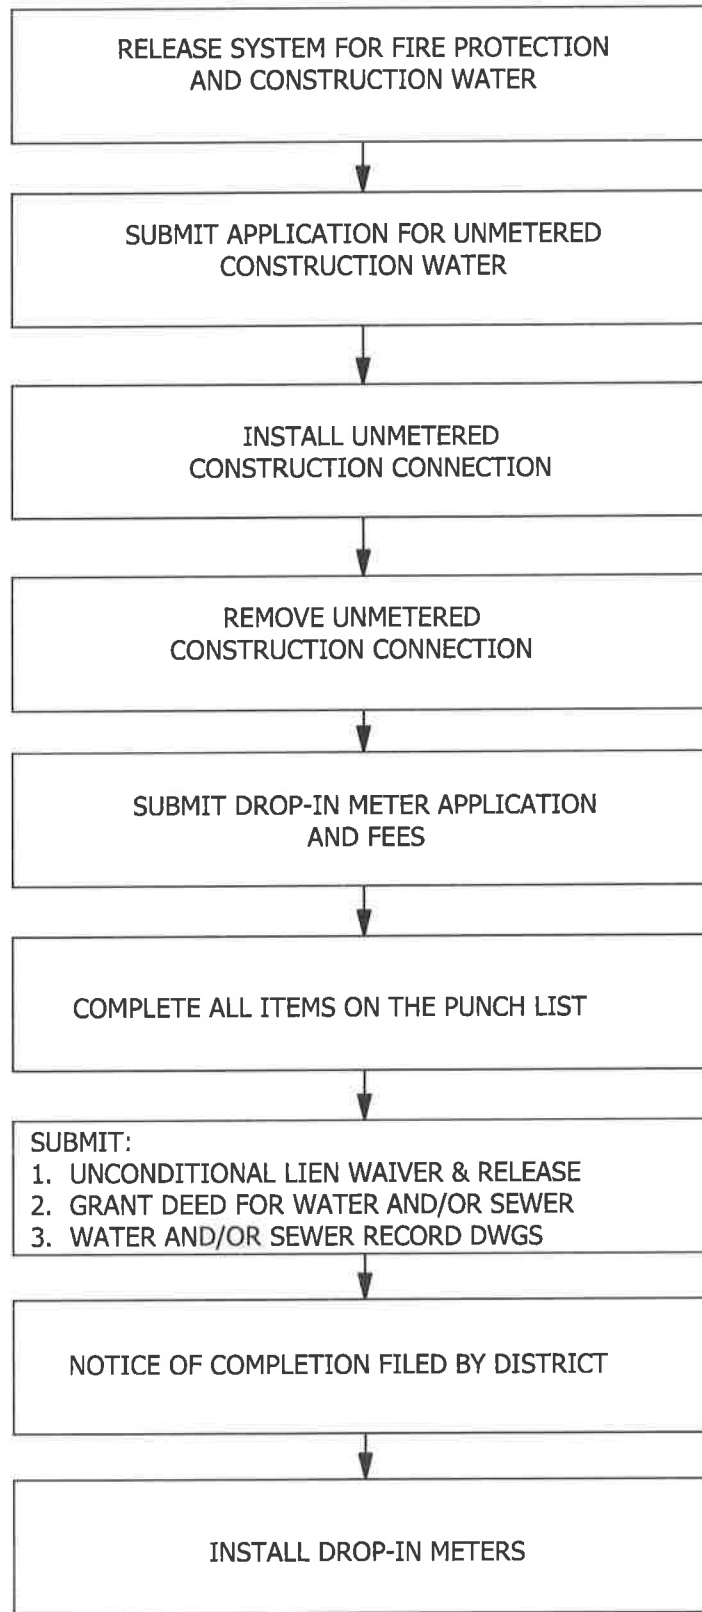 RELEASE SYSTEM FOR FIRE PROTECTION
AND CONSTRUCTION WATER
SUBMIT APPLICATION FOR UNMETERED
CONSTRUCTION WATER
INSTALL UNMETERED
CONSTRUCTION CONNECTION
REMOVE UNMETERED
CONSTRUCTION CONNECTION
SUBMIT DROP-IN METER APPLICATION
AND FEES
COMPLETE ALL ITEMS ON THE PUNCH LIST
SUBMIT:
1. UNCONDITIONAL LIEN WAIVER & RELEASE
2. GRANT DEED FOR WATER AND/OR SEWER
3. WATER AND/OR SEWER RECORD DWGS
NOTICE OF COMPLETION FILED BY DISTRICT
INSTALL DROP-IN METERS